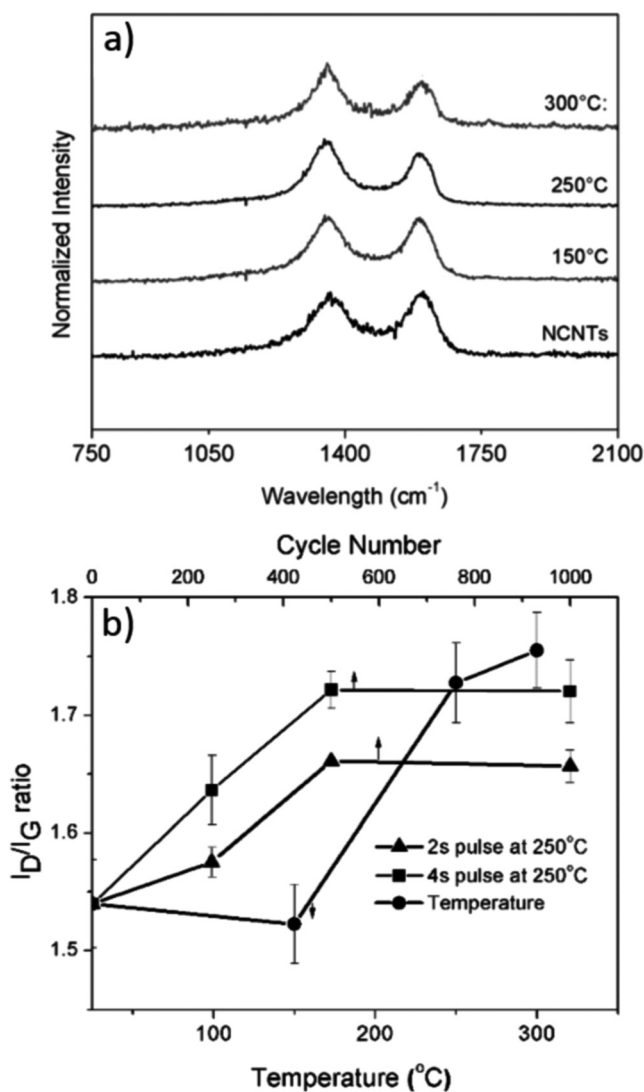 a)
Normalized Intensity
300°C:
250°C
150°C
NCNTs
750 1050 1400 1750 2100
Wavelength (cm⁻¹)
Cycle Number
0 200 400 600 800 1000
b)
1.8
1.7
1.6
1.5
I_D/I_G ratio
2s pulse at 250°C
4s pulse at 250°C
Temperature
100 200 300
Temperature (°C)